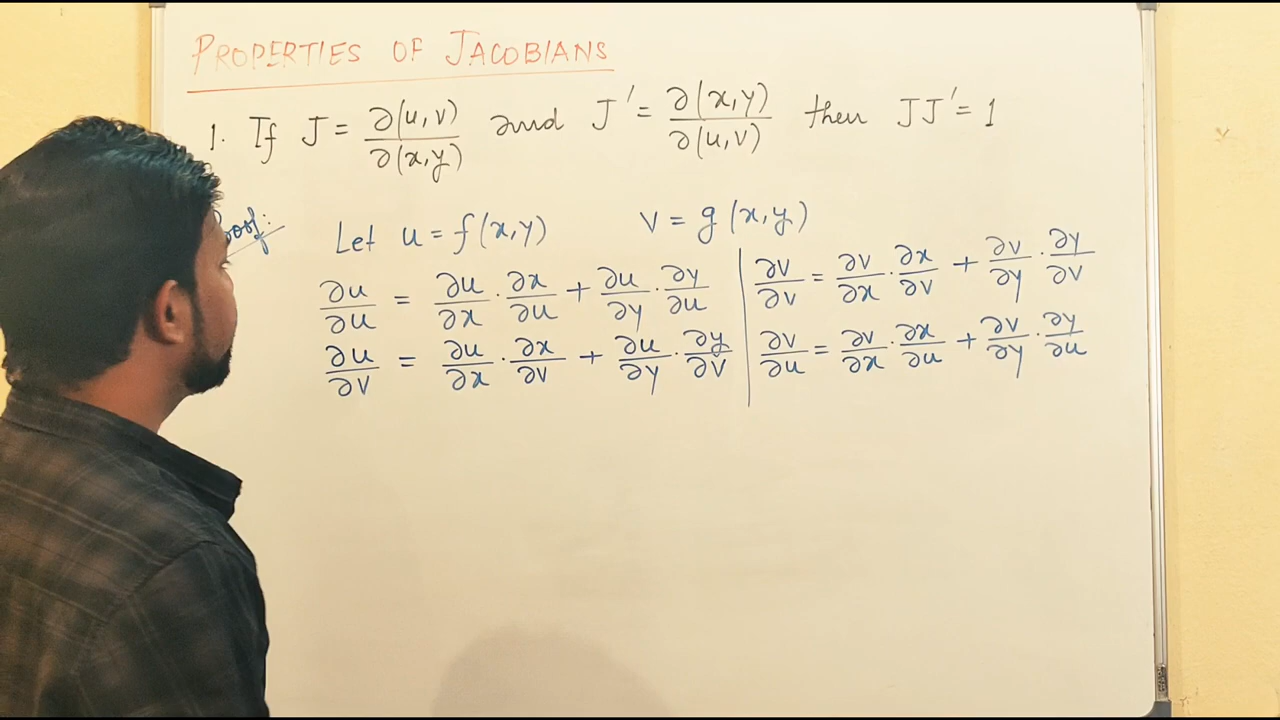 PROPERTIES OF JACOBIANS
1. If J = ∂(u,v)/∂(x,y) and J' = ∂(x,y)/∂(u,v) then JJ' = 1
Let u = f(x,y) v = g(x,y)
∂u/∂u = ∂u/∂x · ∂x/∂u + ∂u/∂y · ∂y/∂u
∂u/∂v = ∂u/∂x · ∂x/∂v + ∂u/∂y · ∂y/∂v
∂v/∂v = ∂v/∂x · ∂x/∂v + ∂v/∂y · ∂y/∂v
∂v/∂u = ∂v/∂x · ∂x/∂u + ∂v/∂y · ∂y/∂u